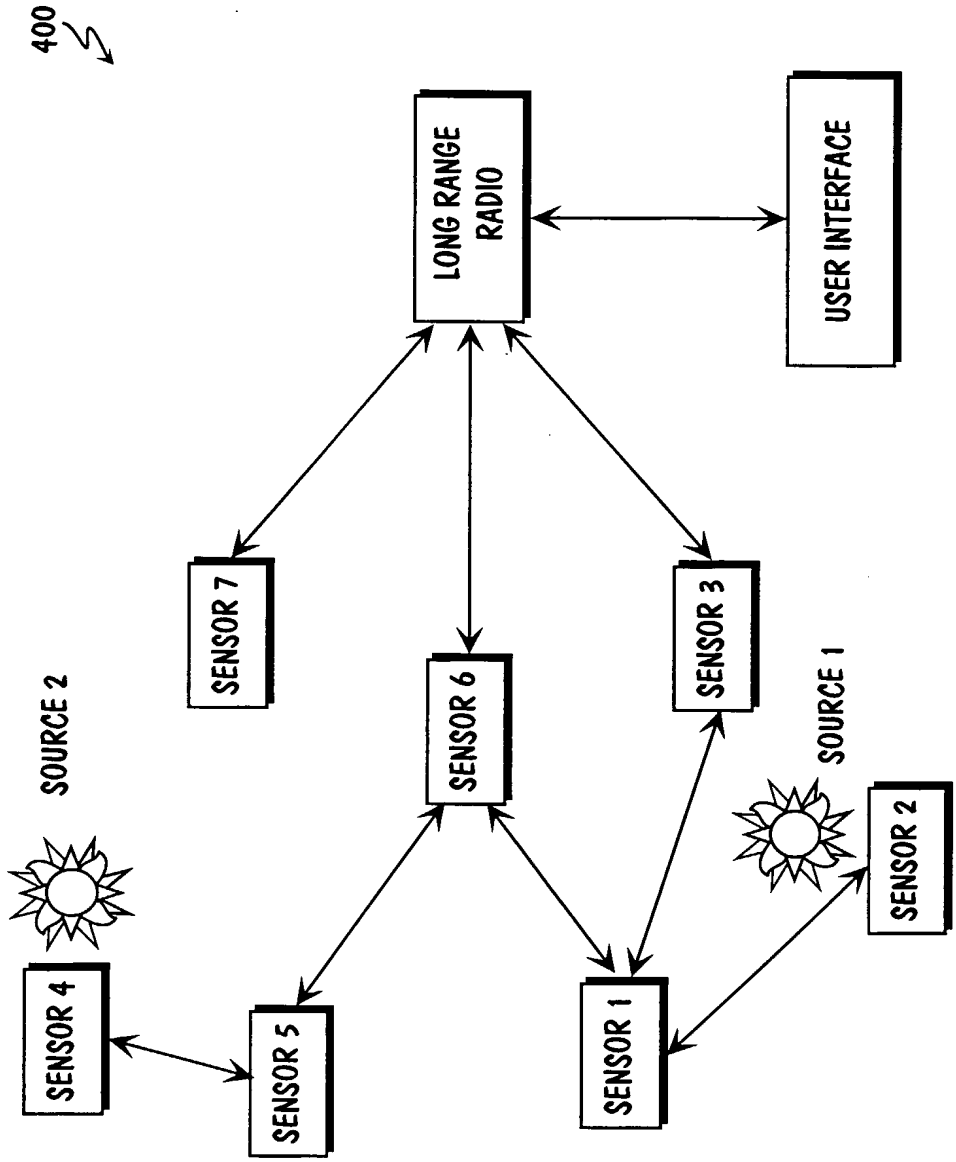 400
SOURCE 2
SENSOR 4
SENSOR 7
SENSOR 5
SENSOR 6
LONG RANGE
RADIO
SENSOR 1
SENSOR 3
SOURCE 1
SENSOR 2
USER INTERFACE